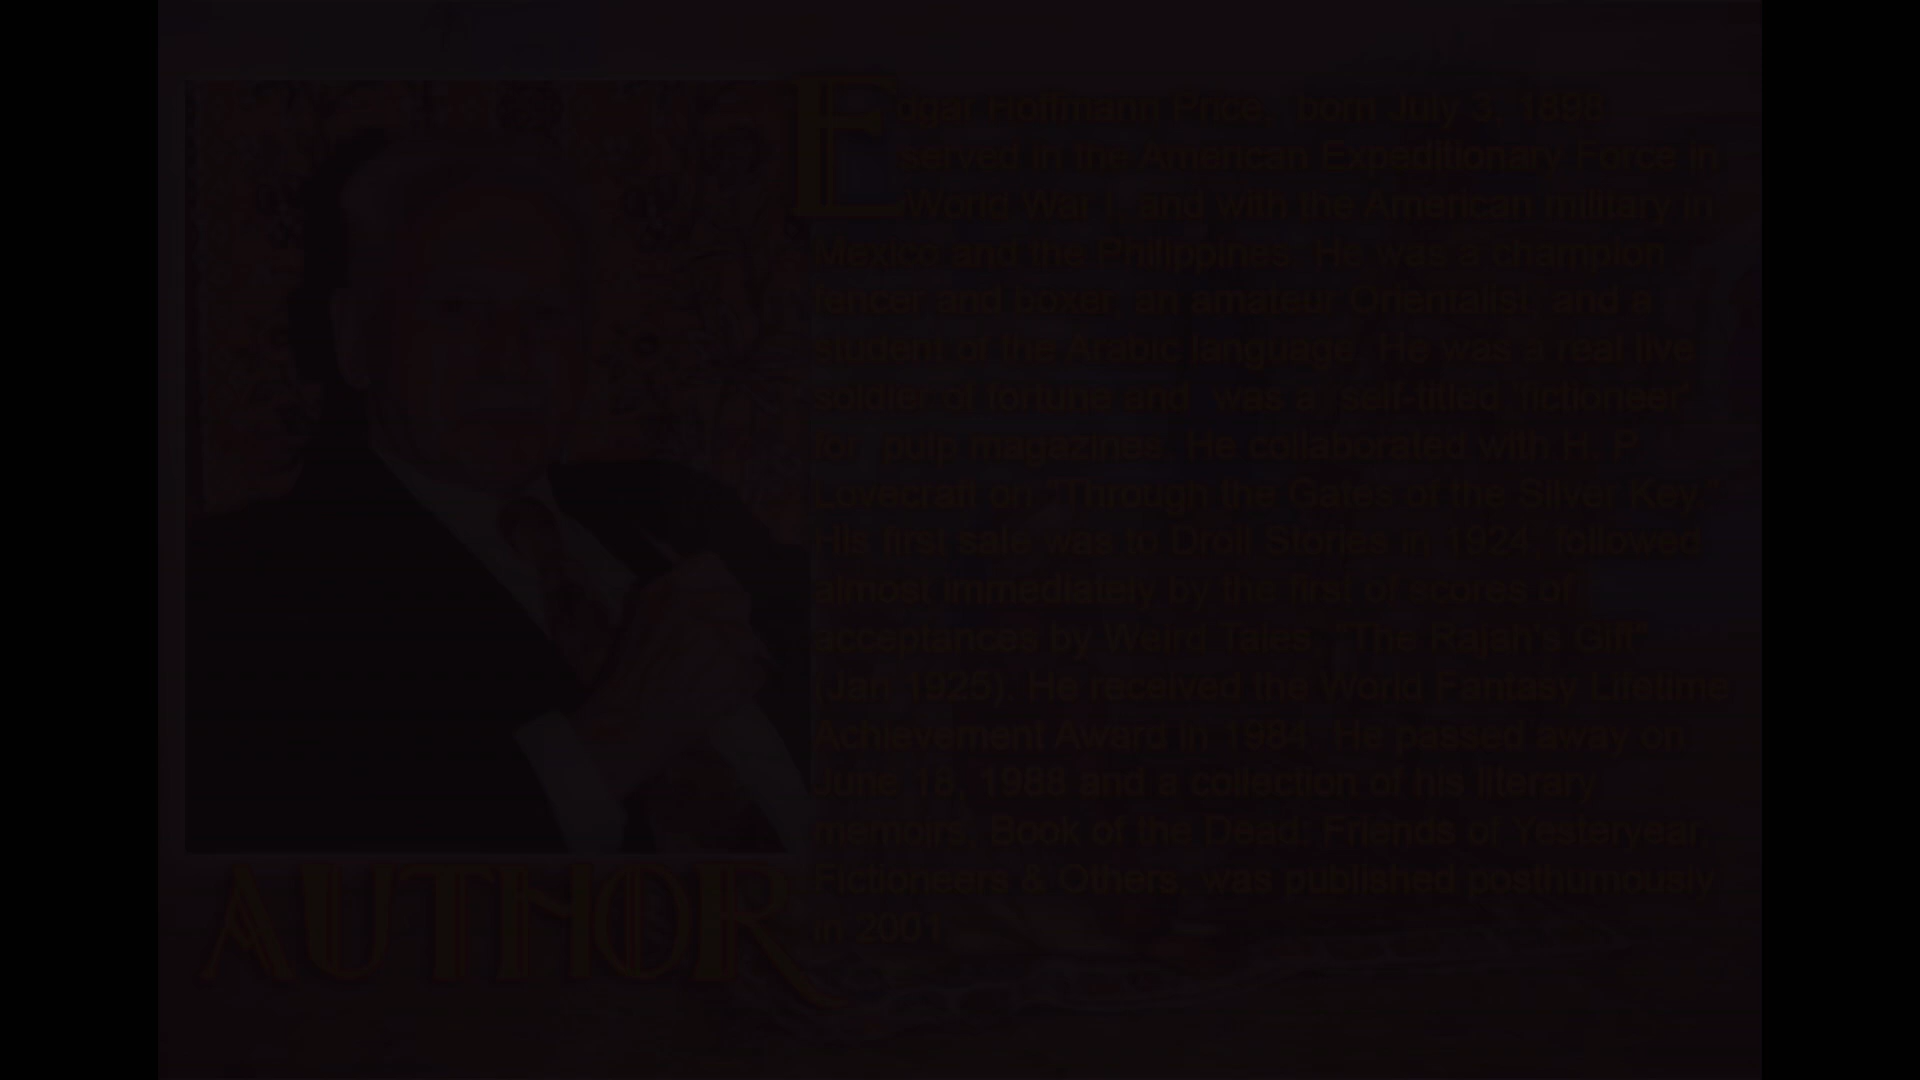 Edgar Hoffmann Price, born July 3, 1898
served in the American Expeditionary Force in
World War I, and with the American military in
Mexico and the Philippines. He was a champion
fencer and boxer, an amateur Orientalist, and a
student of the Arabic language. He was a real live
soldier of fortune and was a self-titled 'fictioneer'
for pulp magazines. He collaborated with H. P.
Lovecraft on "Through the Gates of the Silver Key."
His first sale was to Droll Stories in 1924, followed
almost immediately by the first of scores of
acceptances by Weird Tales, "The Rajah's Gift"
(Jan 1925). He received the World Fantasy Lifetime
Achievement Award in 1984. He passed away on
June 18, 1988 and a collection of his literary
memoirs, Book of the Dead: Friends of Yesteryear,
Fictioneers & Others, was published posthumously
in 2001.
AUTHOR